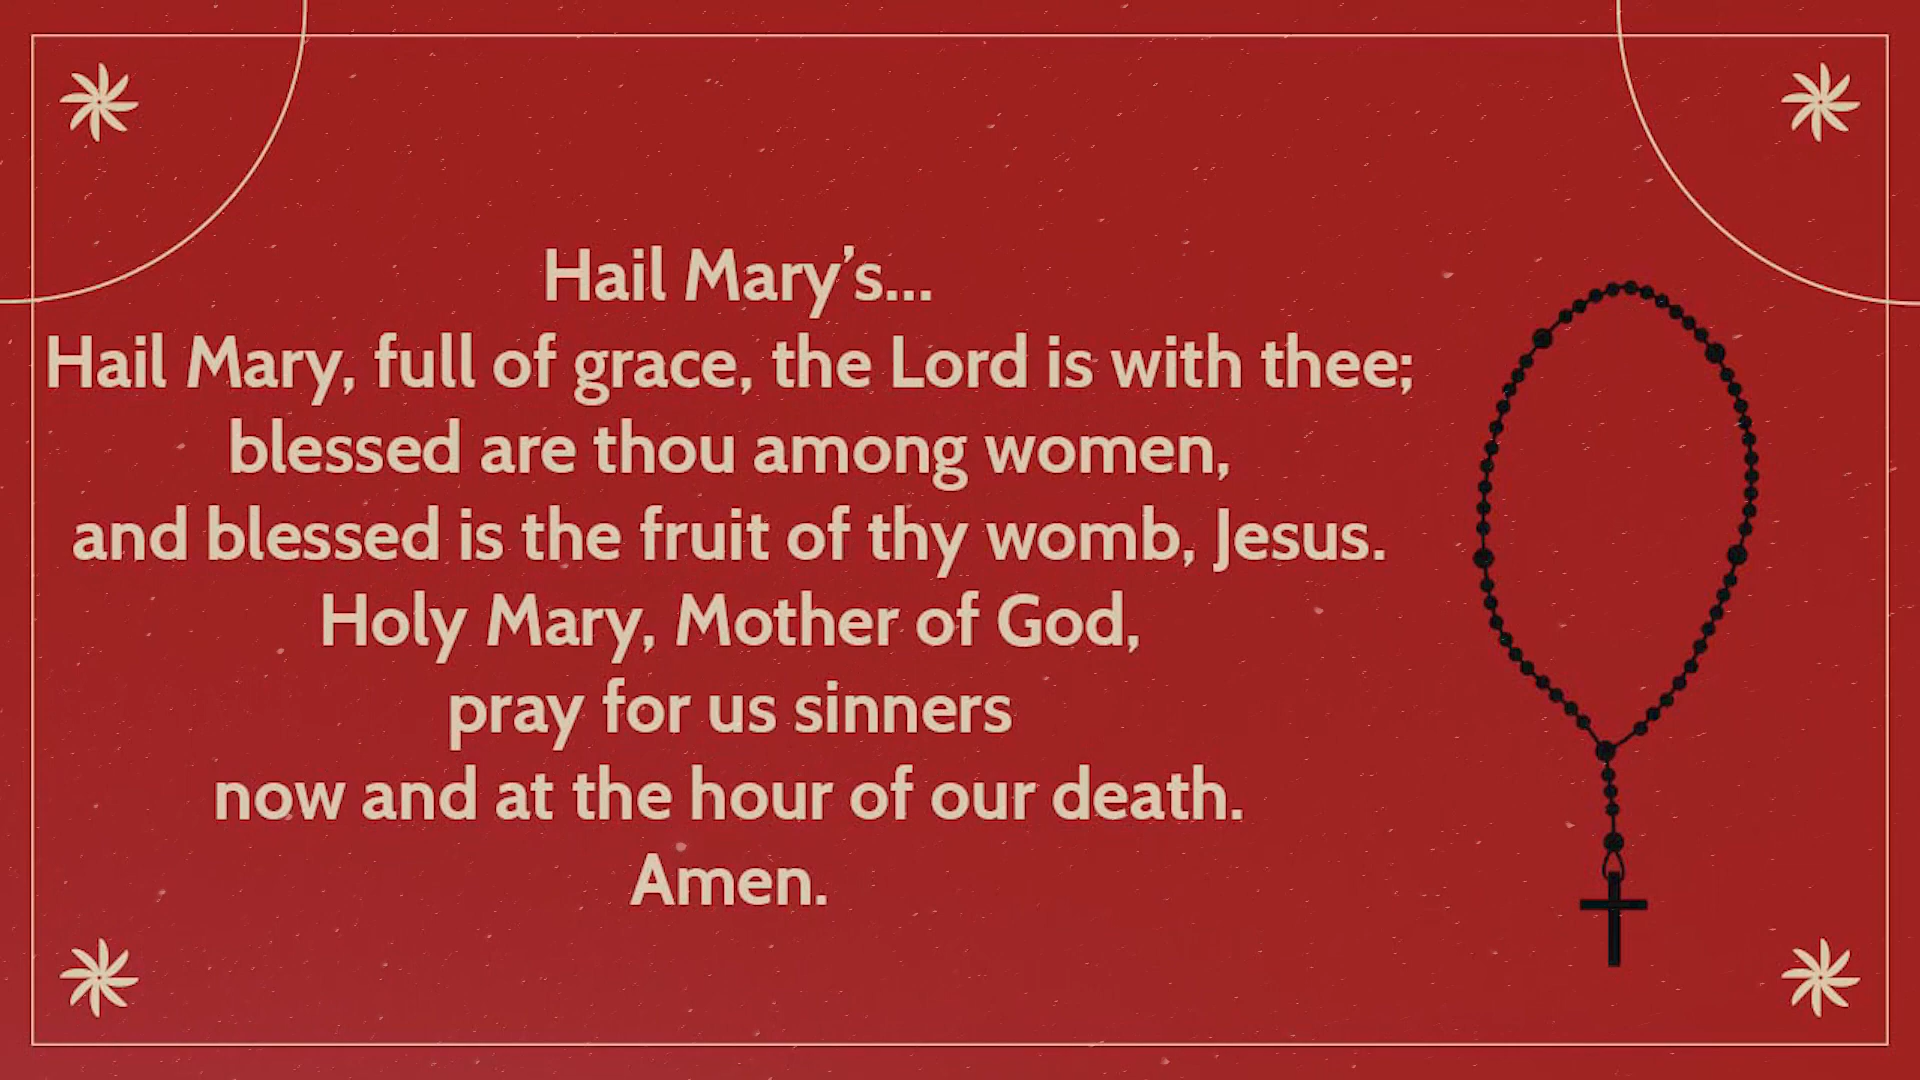 Hail Mary’s...
Hail Mary, full of grace, the Lord is with thee;
blessed are thou among women,
and blessed is the fruit of thy womb, Jesus.
Holy Mary, Mother of God,
pray for us sinners
now and at the hour of our death.
Amen.